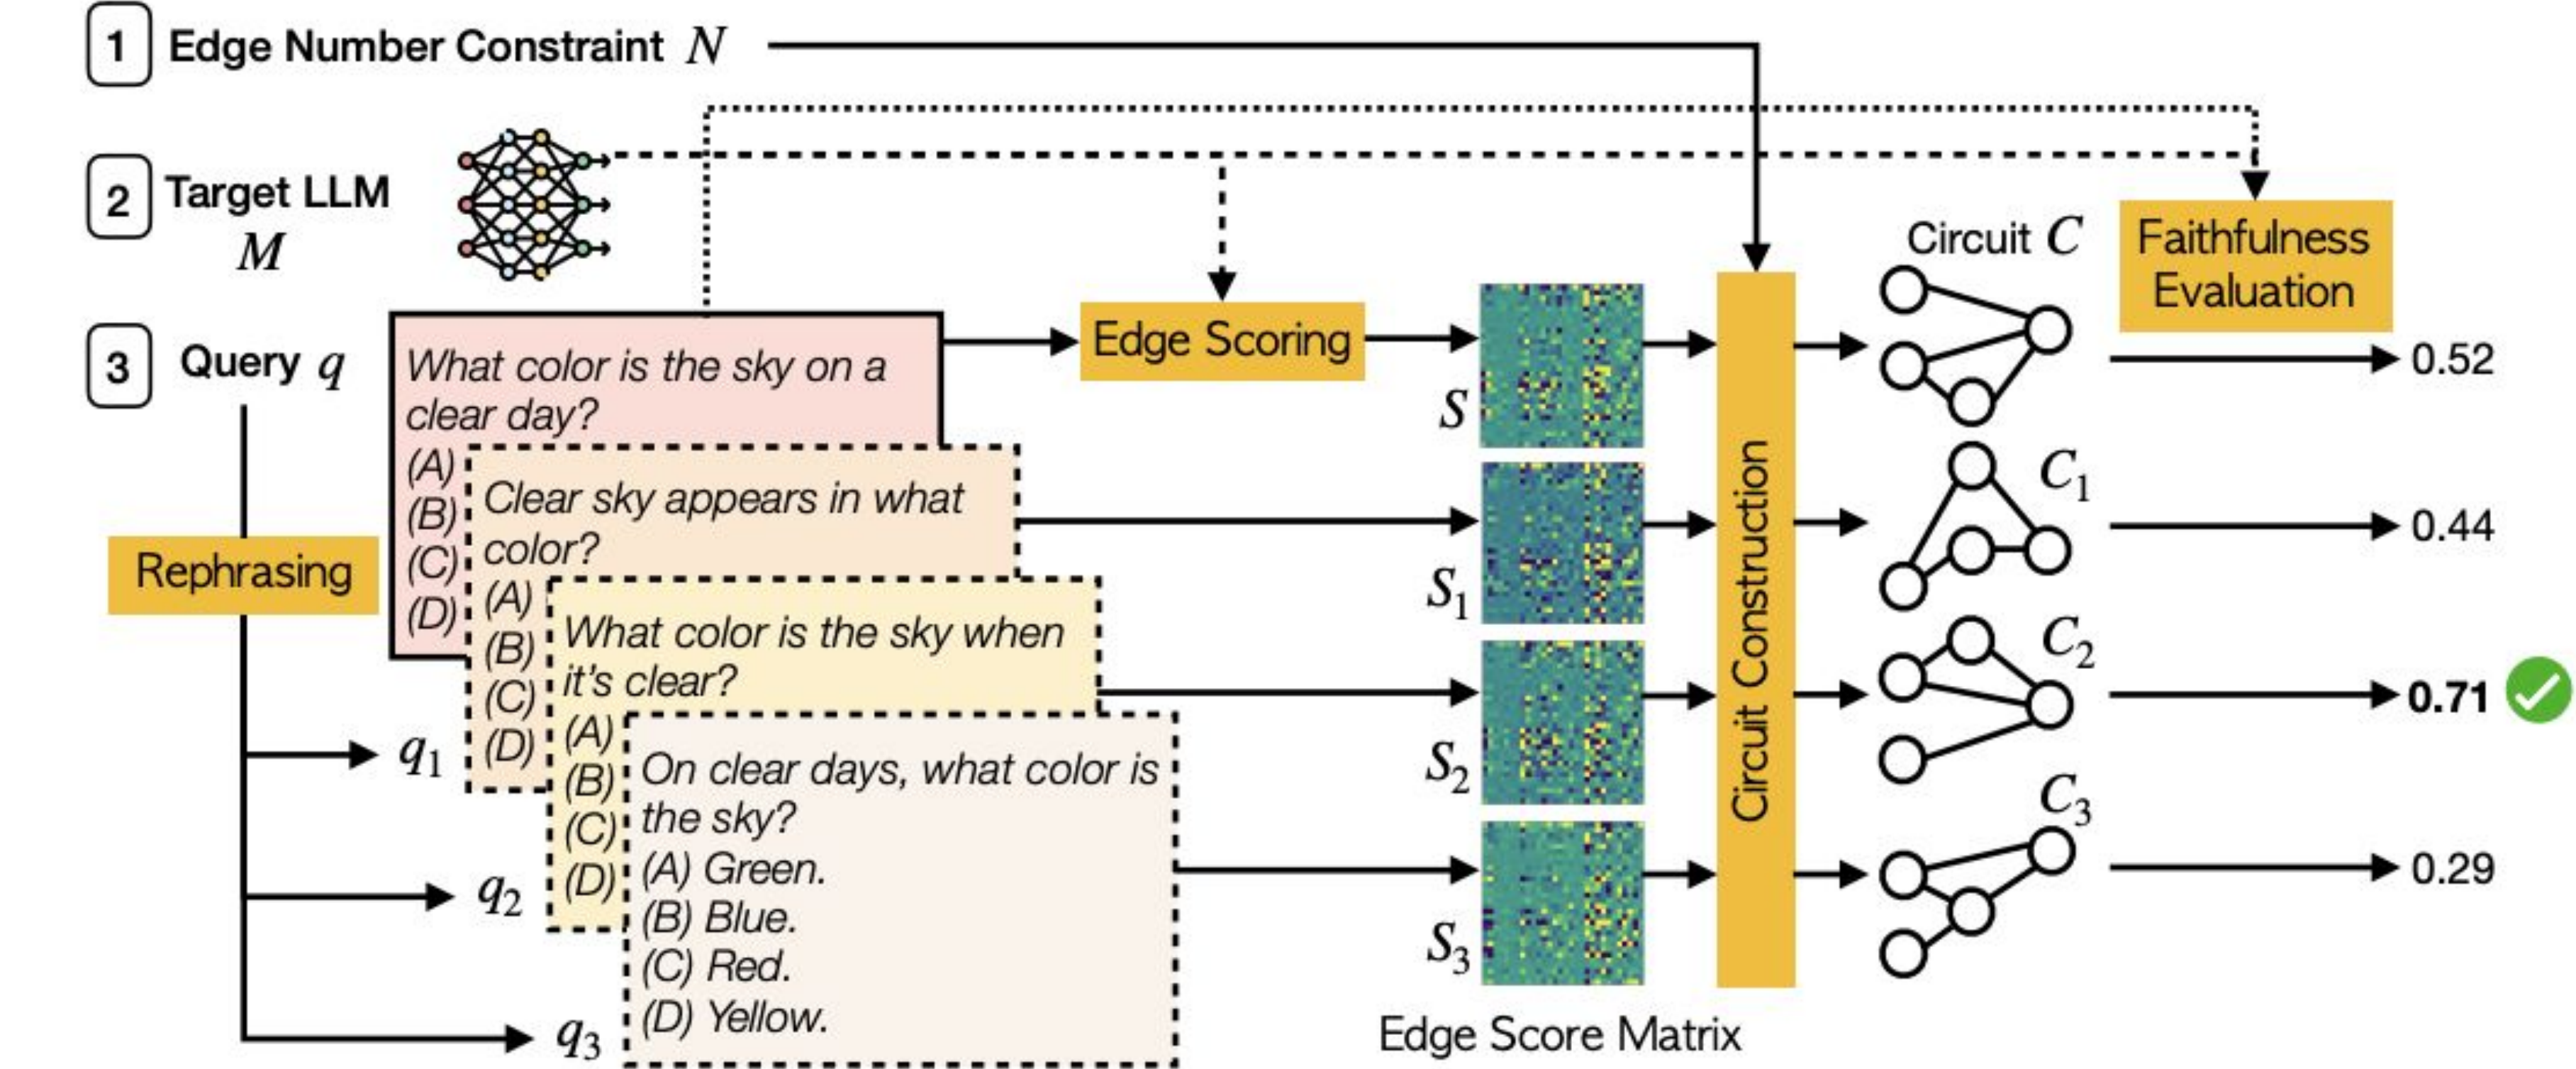 1 Edge Number Constraint N
2 Target LLM
M
3 Query q
Rephrasing
q1
q2
q3
What color is the sky on a
clear day?
(A)
(B)
(C)
(D)
Clear sky appears in what
color?
(A)
(B)
(C)
(D)
What color is the sky when
it's clear?
(A)
(B)
(C)
(D)
On clear days, what color is
the sky?
(A) Green.
(B) Blue.
(C) Red.
(D) Yellow.
Edge Scoring
S
S1
S2
S3
Edge Score Matrix
Circuit Construction
Circuit C
C1
C2
C3
Faithfulness
Evaluation
0.52
0.44
0.71
0.29